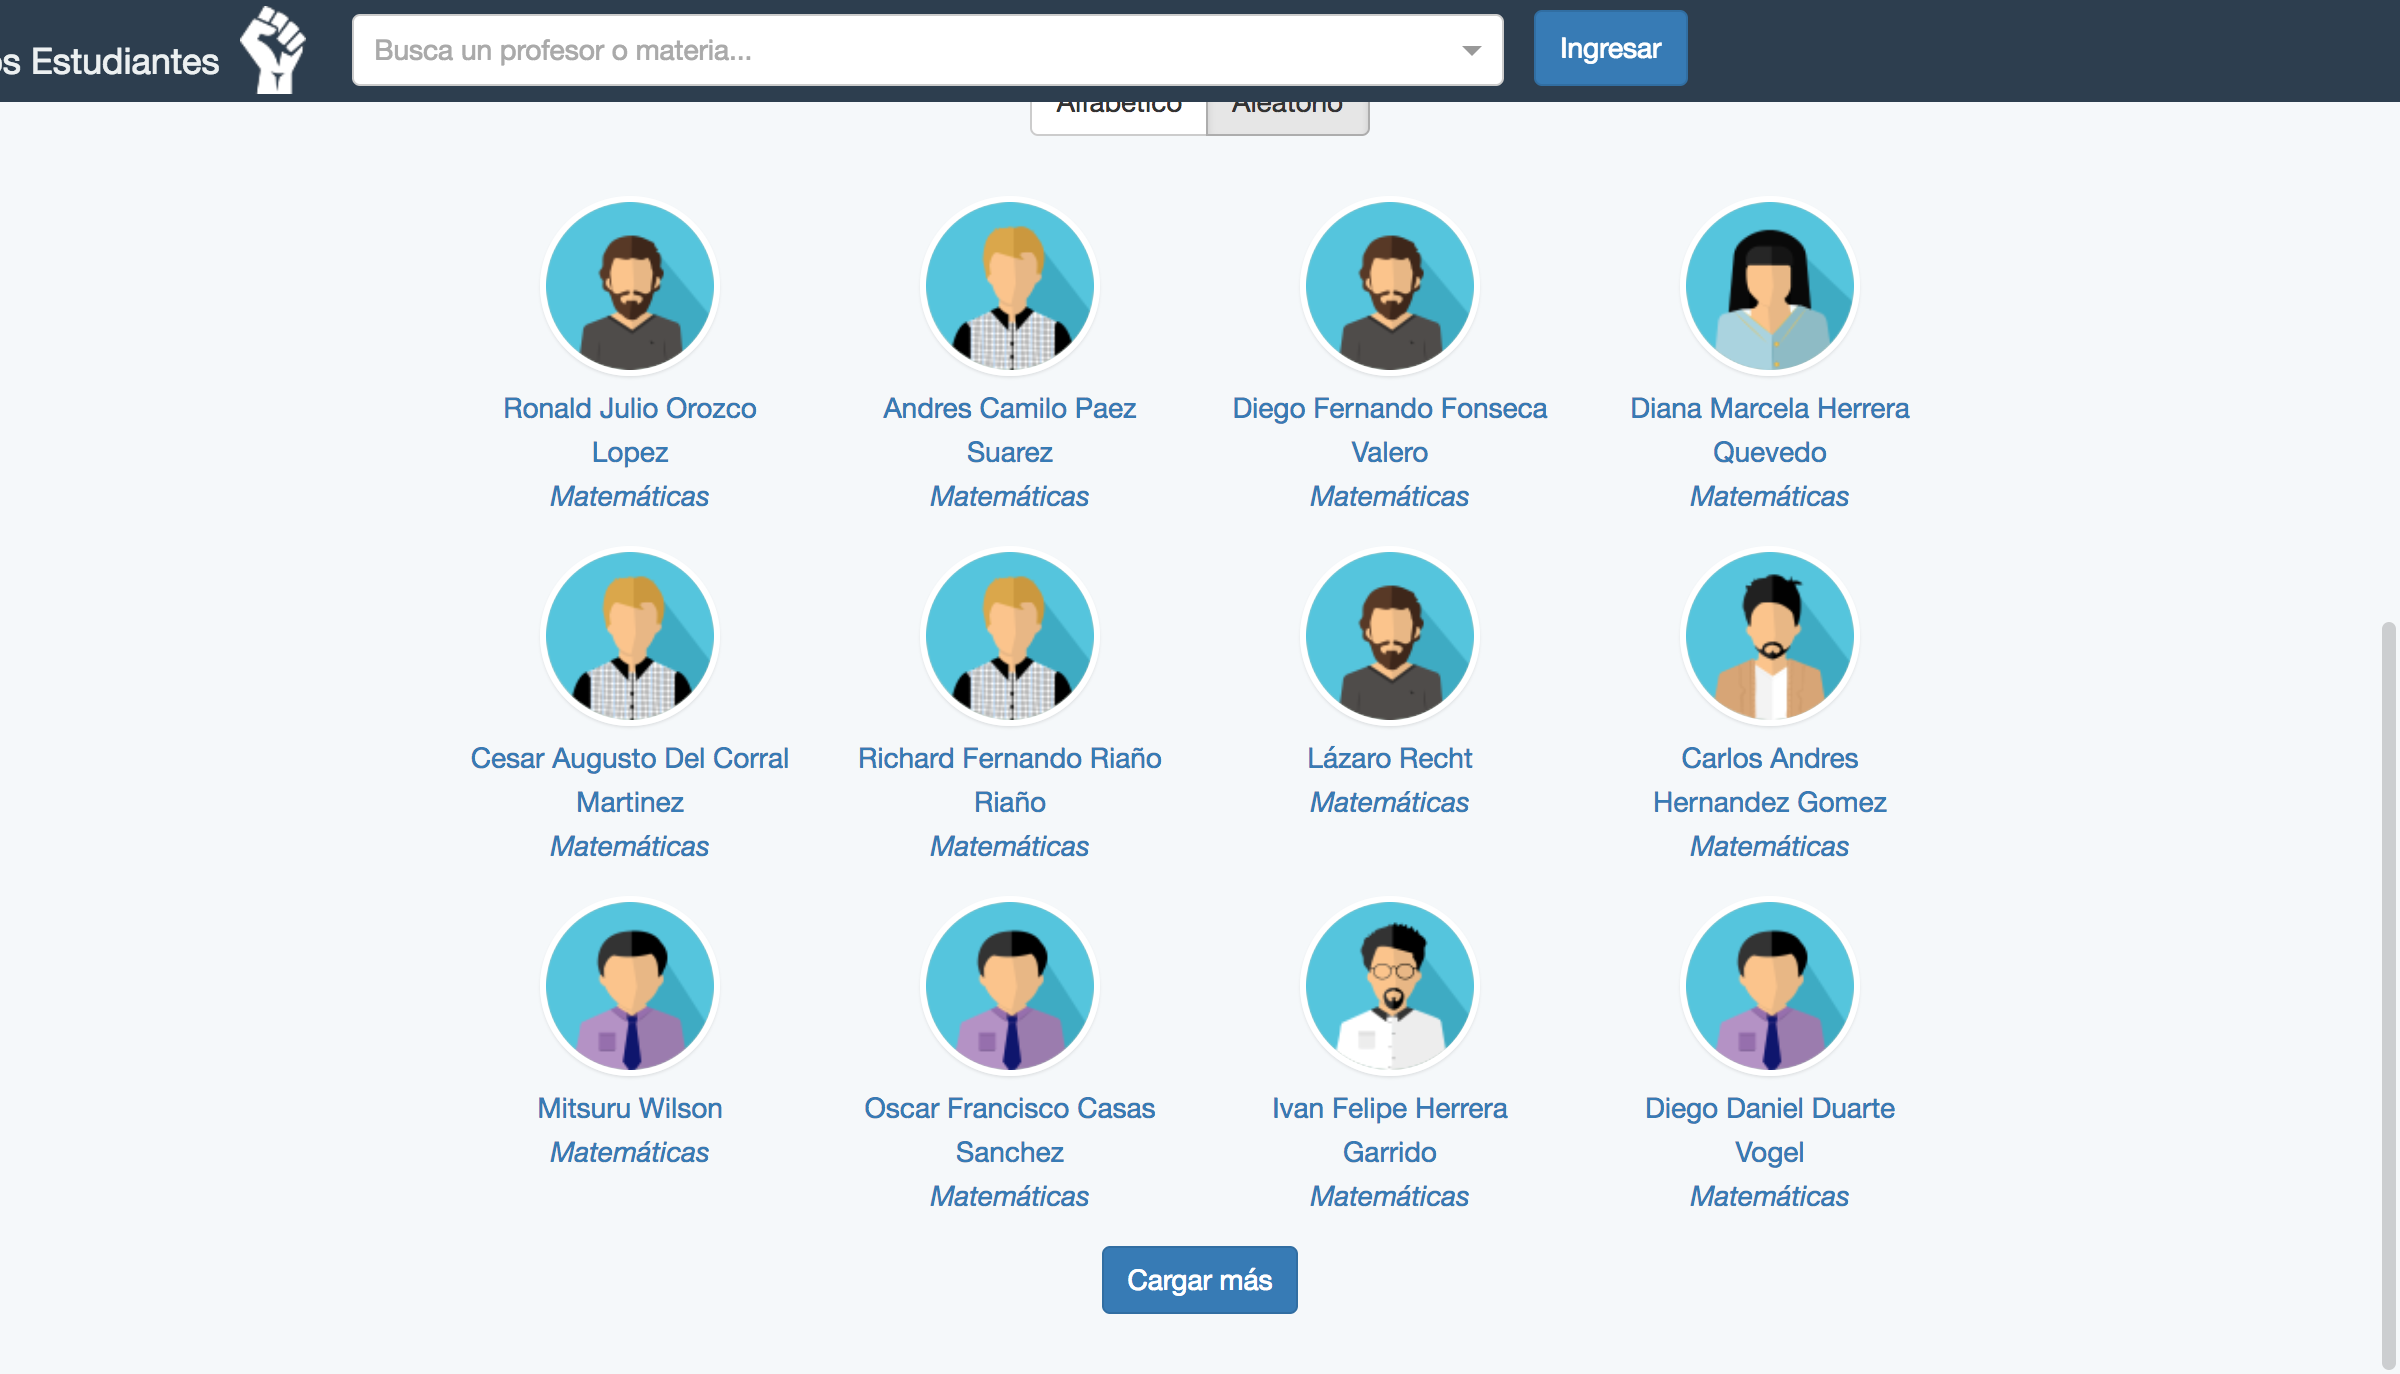 s Estudiantes
Busca un profesor o materia...
Ingresar
Alfabético Aleatorio
Ronald Julio Orozco
Lopez
Matemáticas
Andres Camilo Paez
Suarez
Matemáticas
Diego Fernando Fonseca
Valero
Matemáticas
Diana Marcela Herrera
Quevedo
Matemáticas
Cesar Augusto Del Corral
Martinez
Matemáticas
Richard Fernando Riaño
Riaño
Matemáticas
Lázaro Recht
Matemáticas
Carlos Andres
Hernandez Gomez
Matemáticas
Mitsuru Wilson
Matemáticas
Oscar Francisco Casas
Sanchez
Matemáticas
Ivan Felipe Herrera
Garrido
Matemáticas
Diego Daniel Duarte
Vogel
Matemáticas
Cargar más